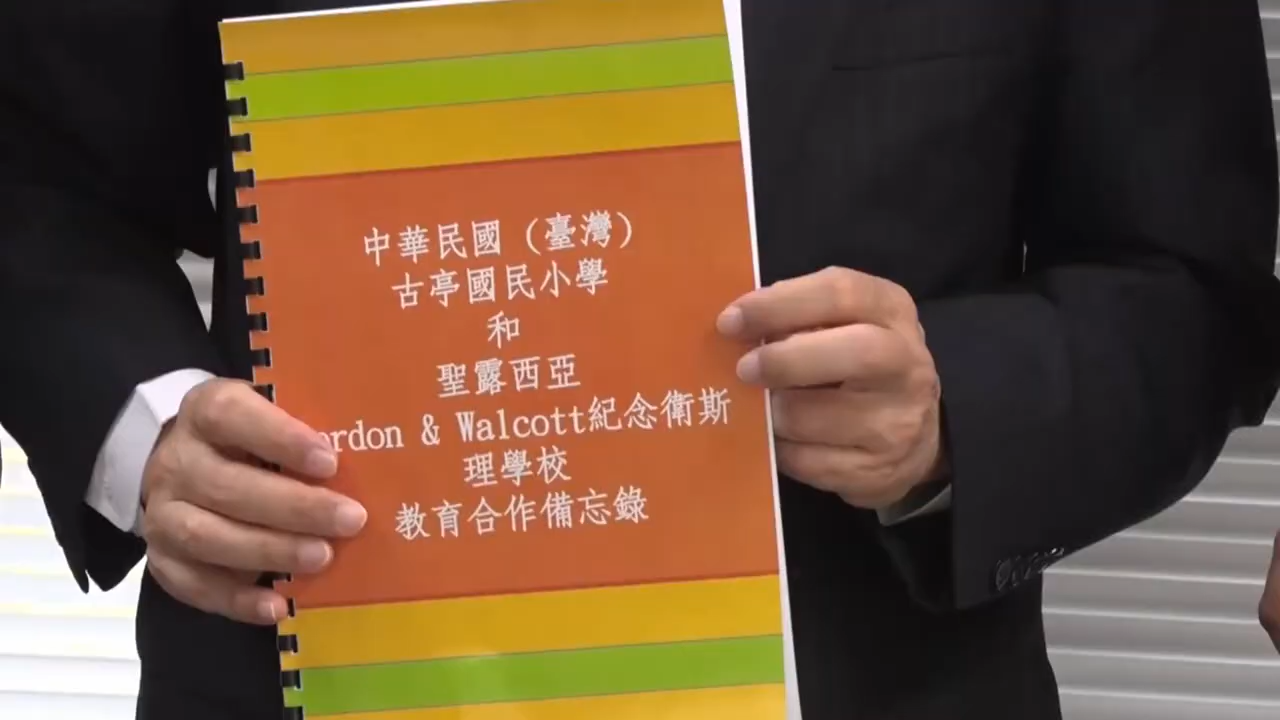 中華民國（臺灣）
古亭國民小學
和
聖露西亞
ordon & Walcott紀念衛斯
理學校
教育合作備忘錄